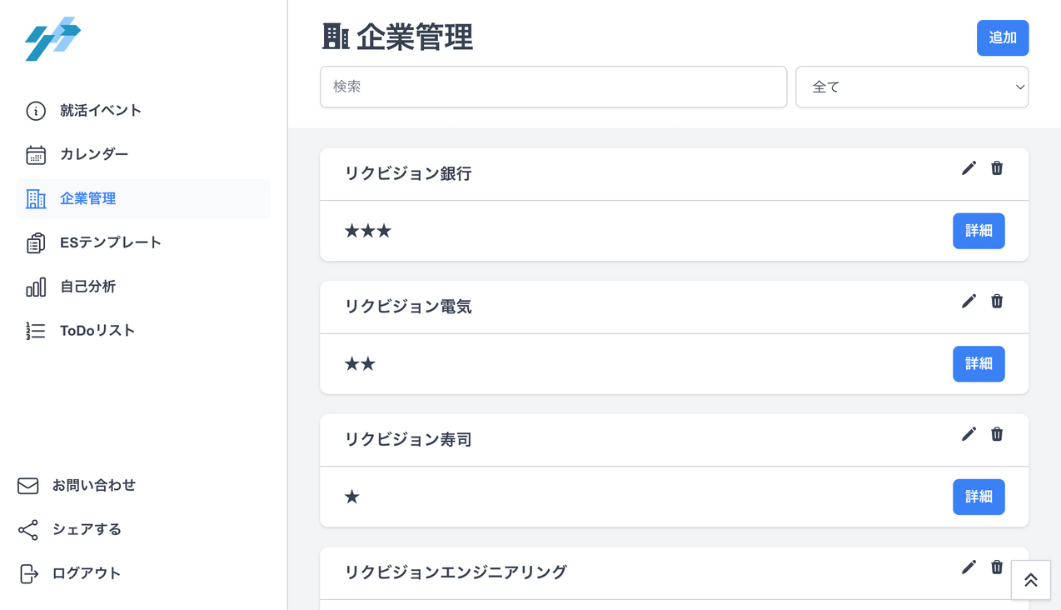 就活イベント
カレンダー
企業管理
ESテンプレート
自己分析
ToDoリスト
お問い合わせ
シェアする
ログアウト
企業管理
追加
検索
全て
リクビジョン銀行
★★★
詳細
リクビジョン電気
★★
詳細
リクビジョン寿司
★
詳細
リクビジョンエンジニアリング